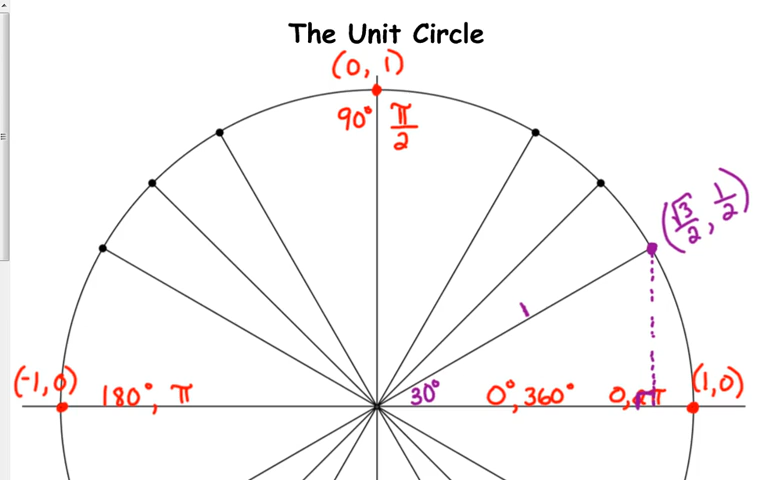 The Unit Circle
(0, 1)
90° π/2
(√3/2, 1/2)
1
(-1,0)
180°, π
30°
0°,360°
0,2π
(1,0)